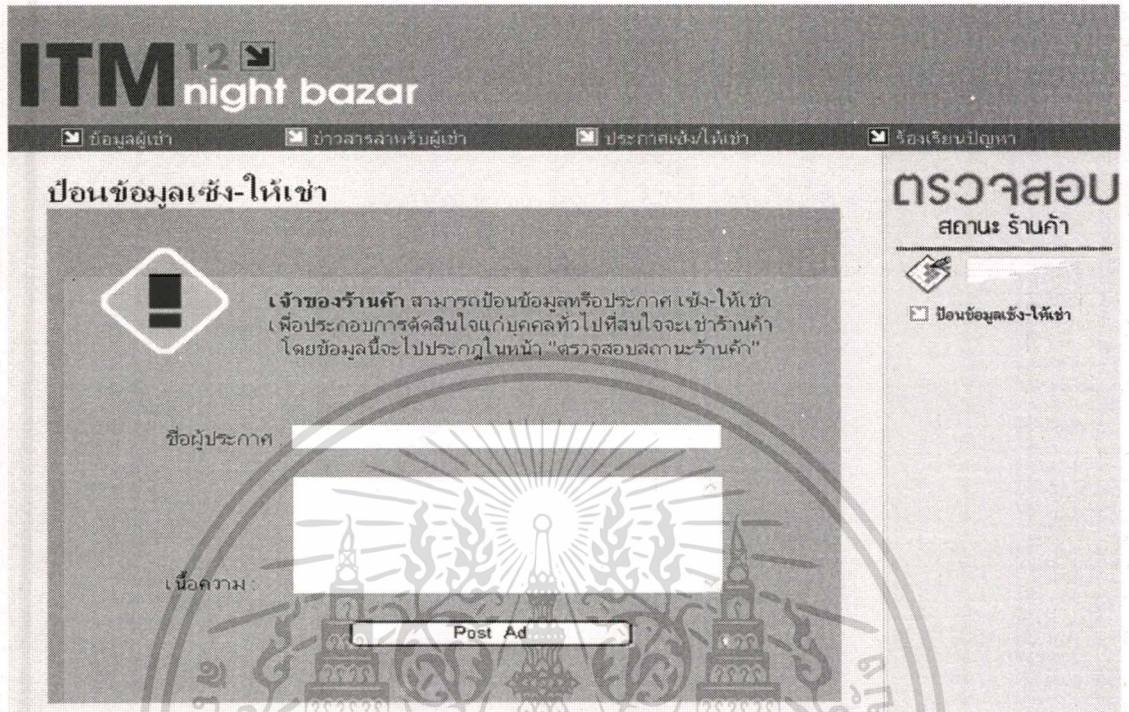 ITM 12
night bazar
ข้อมูลผู้เช่า ข่าวสารสำหรับผู้เช่า ประกาศเซ้ง/ให้เช่า ร้องเรียนปัญหา
ป้อนข้อมูลเซ้ง-ให้เช่า
เจ้าของร้านค้า สามารถป้อนข้อมูลหรือประกาศ เซ้ง-ให้เช่า
เพื่อประกอบการตัดสินใจแก่บุคคลทั่วไปที่สนใจจะเช่าร้านค้า
โดยข้อมูลนี้จะไปปรากฏในหน้า "ตรวจสอบสถานะร้านค้า"
ชื่อผู้ประกาศ
เนื้อความ :
Post Ad
ตรวจสอบ
สถานะ ร้านค้า
ป้อนข้อมูลเซ้ง-ให้เช่า